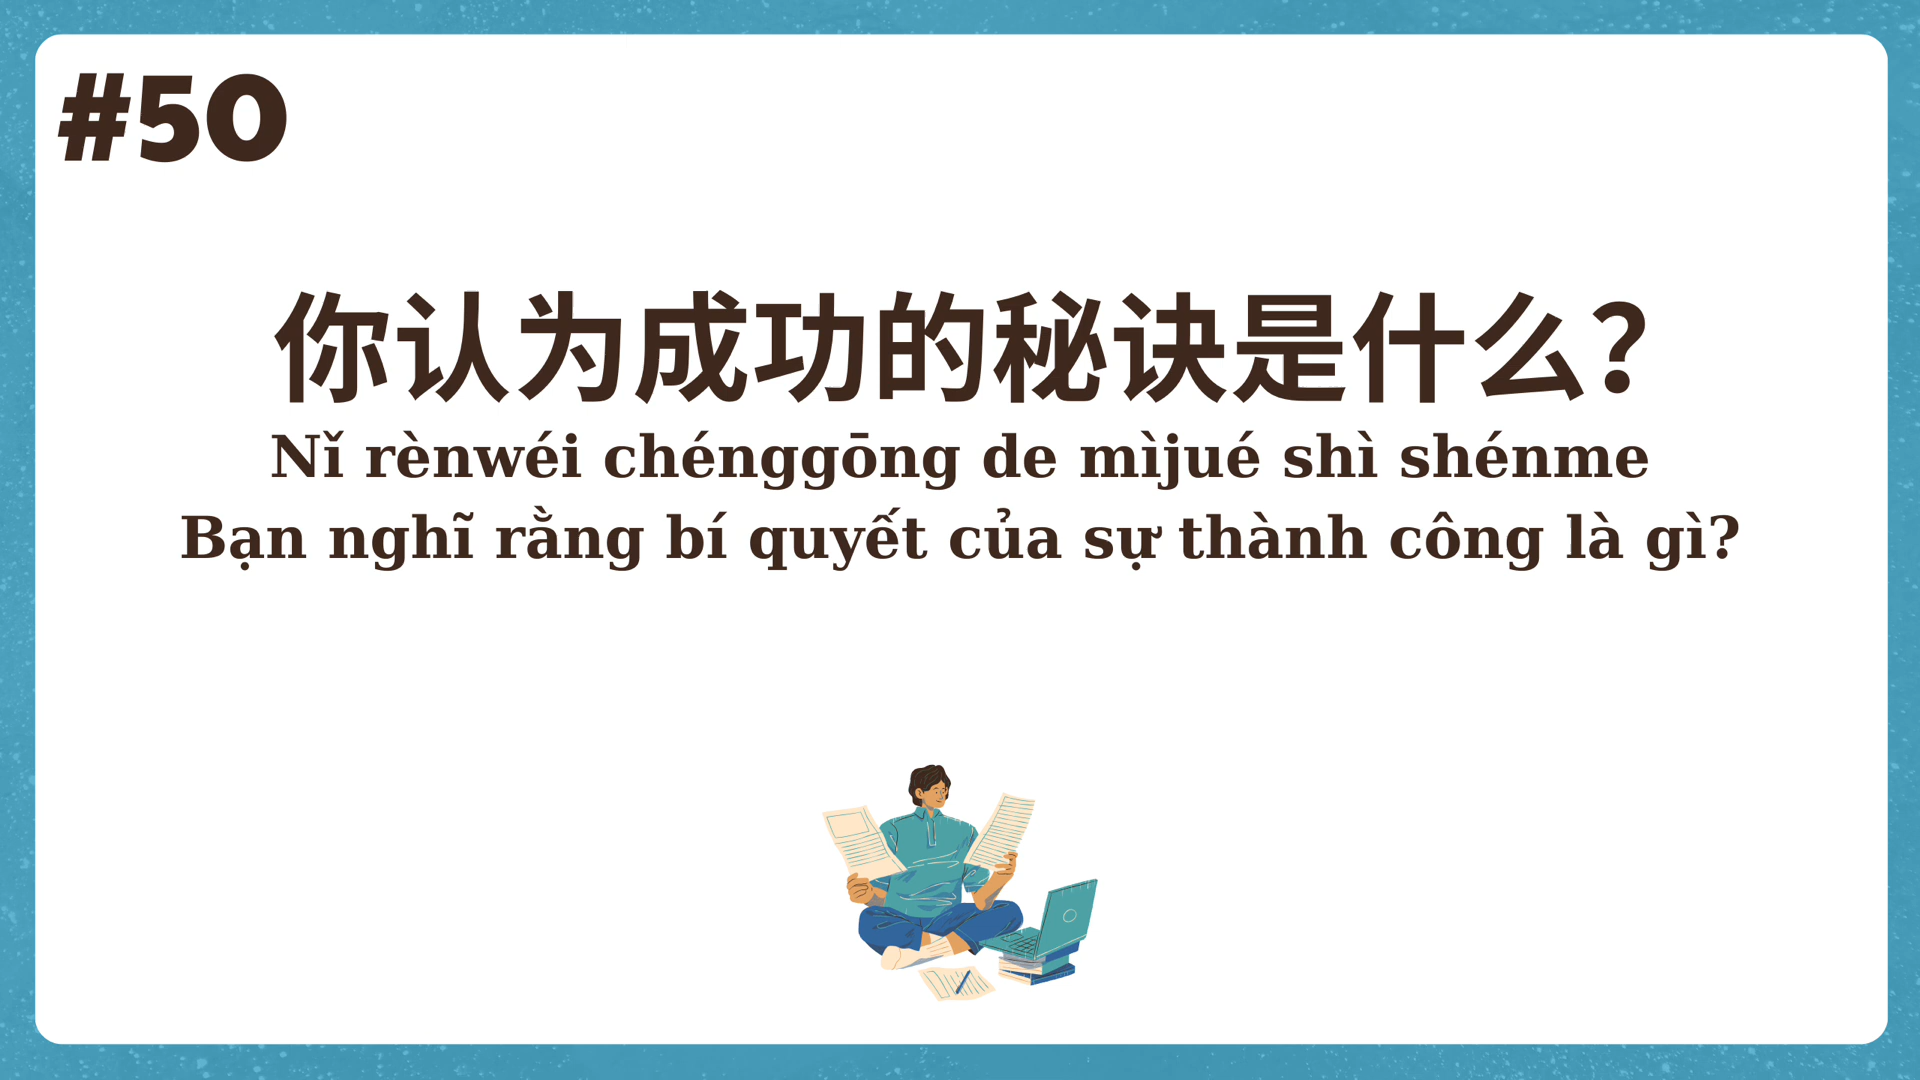 #50
你认为成功的秘诀是什么？
Nǐ rènwéi chénggōng de mìjué shì shénme
Bạn nghĩ rằng bí quyết của sự thành công là gì?